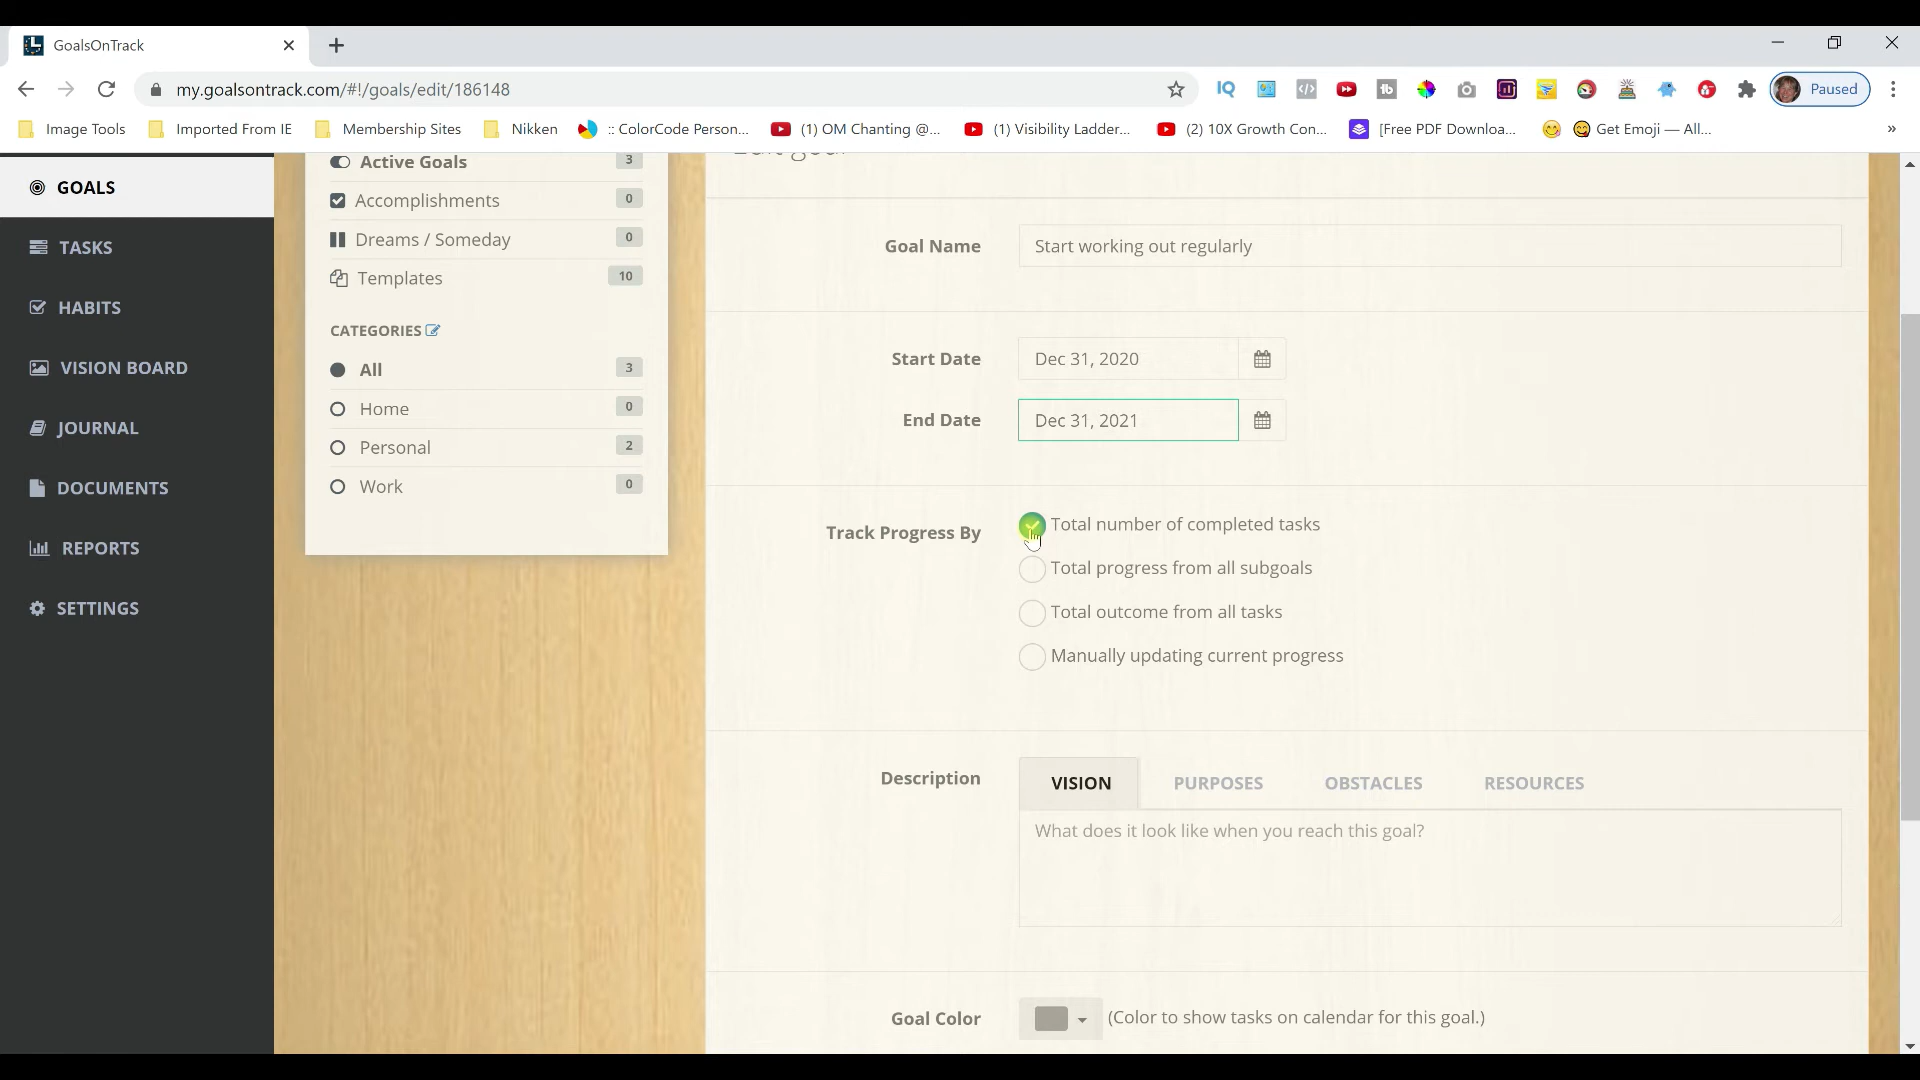 GoalsOnTrack
my.goalsontrack.com/#!/goals/edit/186148
IQ
Paused
Image Tools
Imported From IE
Membership Sites
Nikken
:: ColorCode Person...
(1) OM Chanting @...
(1) Visibility Ladder...
(2) 10X Growth Con...
[Free PDF Downloa...
Get Emoji — All...
»
GOALS
TASKS
HABITS
VISION BOARD
JOURNAL
DOCUMENTS
REPORTS
SETTINGS
Active Goals 3
Accomplishments 0
Dreams / Someday 0
Templates 10
CATEGORIES
All 3
Home 0
Personal 2
Work 0
Edit goal
Goal Name Start working out regularly
Start Date Dec 31, 2020
End Date Dec 31, 2021
Track Progress By
Total number of completed tasks
Total progress from all subgoals
Total outcome from all tasks
Manually updating current progress
Description
VISION PURPOSES OBSTACLES RESOURCES
What does it look like when you reach this goal?
Goal Color (Color to show tasks on calendar for this goal.)